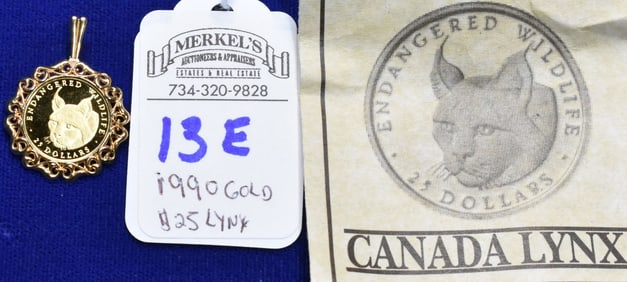 ENDANGERED WILDLIFE
25 DOLLARS
MERKEL'S
AUCTIONEERS & APPRAISERS
ESTATES & REAL ESTATE
734-320-9828
13E
1990 GOLD
$25 LYNX
ENDANGERED WILDLIFE
25 DOLLARS
CANADA LYNX